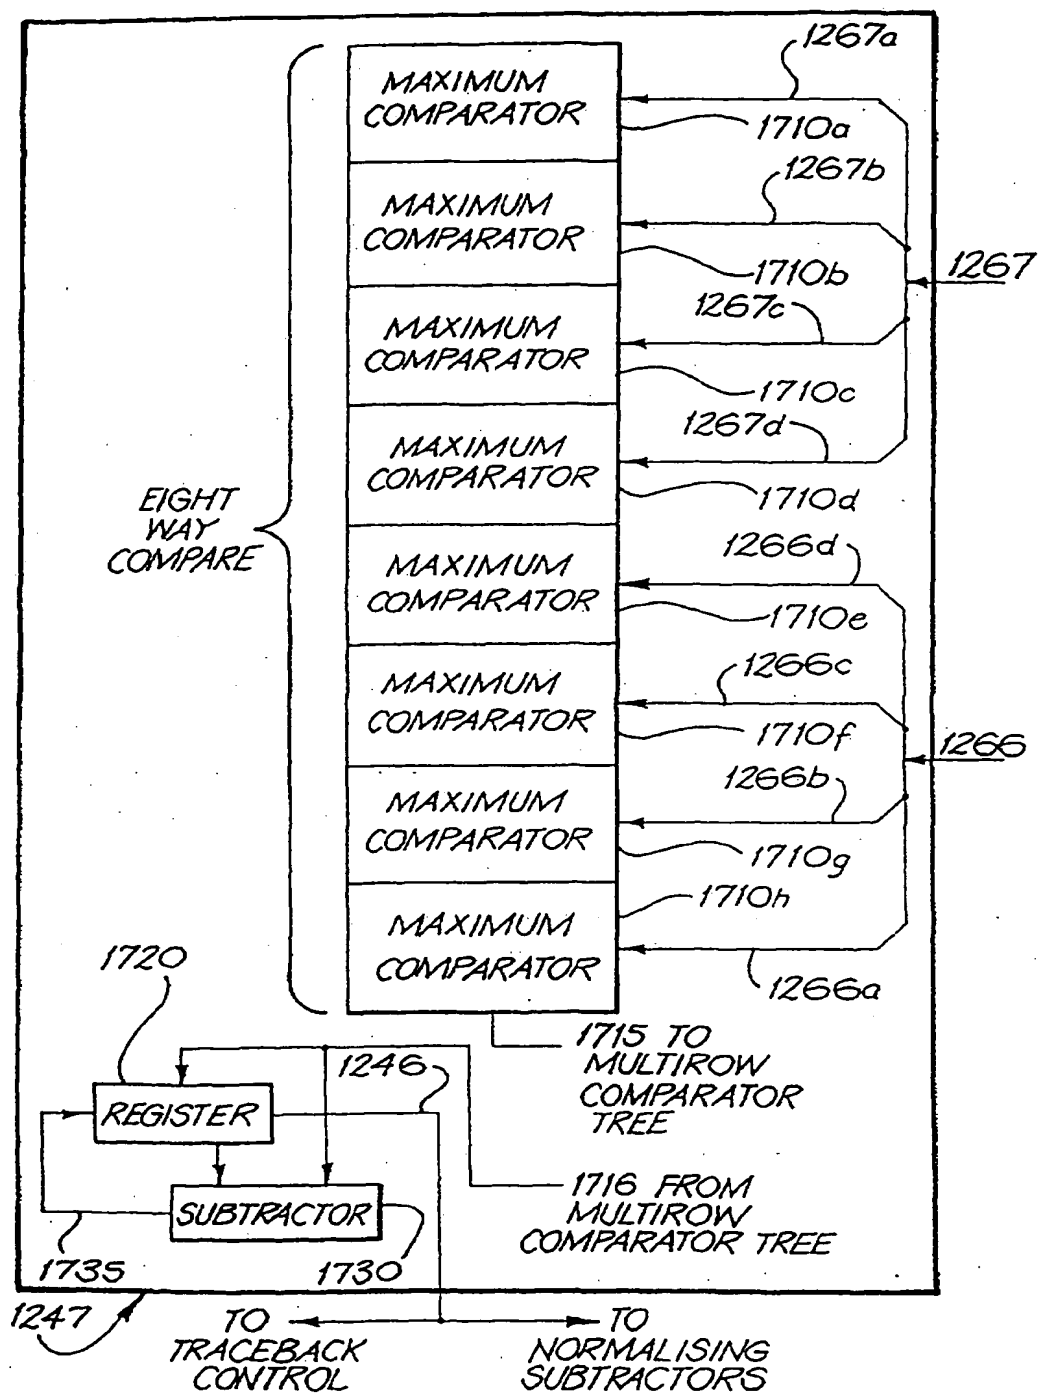 1267a
MAXIMUM
COMPARATOR
1710a
1267b
MAXIMUM
COMPARATOR
1710b
1267
1267c
MAXIMUM
COMPARATOR
1710c
1267d
MAXIMUM
COMPARATOR
1710d
EIGHT
WAY
COMPARE
1266d
MAXIMUM
COMPARATOR
1710e
1266c
MAXIMUM
COMPARATOR
1710f
1266
1266b
MAXIMUM
COMPARATOR
1710g
1710h
MAXIMUM
COMPARATOR
1266a
1720
1715 TO
MULTIROW
COMPARATOR
TREE
1246
REGISTER
1716 FROM
MULTIROW
COMPARATOR TREE
SUBTRACTOR
1735
1730
1247
TO
TRACEBACK
CONTROL
TO
NORMALISING
SUBTRACTORS